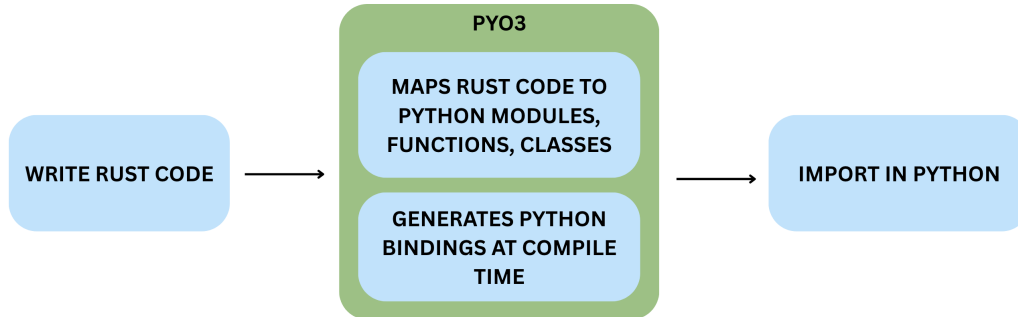 WRITE RUST CODE
PYO3
MAPS RUST CODE TO
PYTHON MODULES,
FUNCTIONS, CLASSES
GENERATES PYTHON
BINDINGS AT COMPILE
TIME
IMPORT IN PYTHON